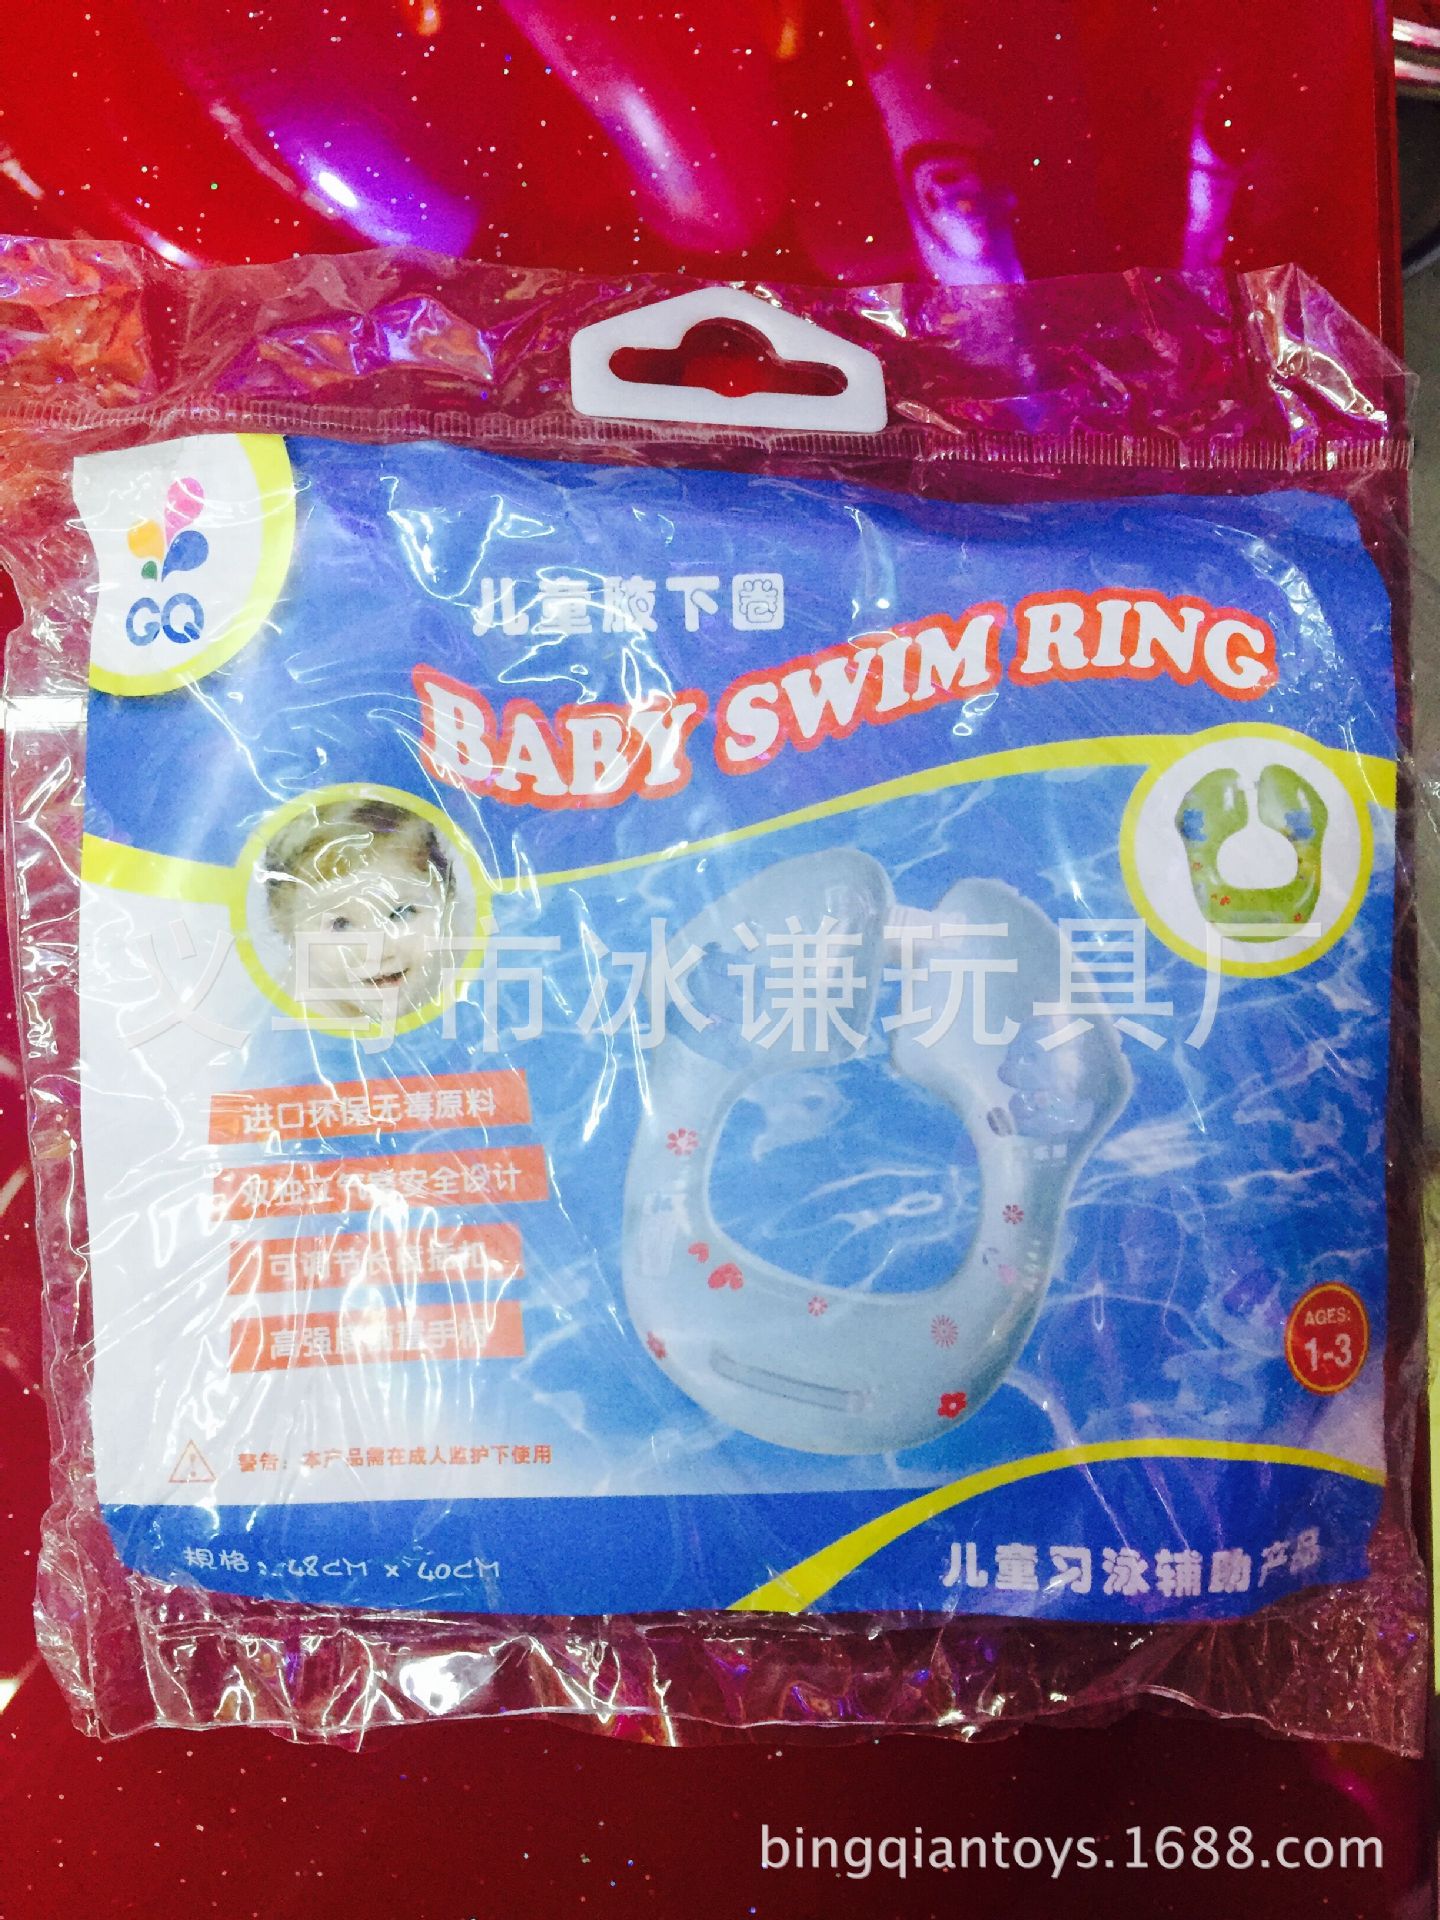 GQ
儿童腋下圈
BABY SWIM RING
义乌市冰谦玩具厂
进口环保无毒原料
双独立气囊安全设计
可调节长度插扣
高强度制造手柄
AGES:
1-3
警告：本产品需在成人监护下使用
规格：48CM x 40CM
儿童习泳辅助产品
bingqiantoys.1688.com